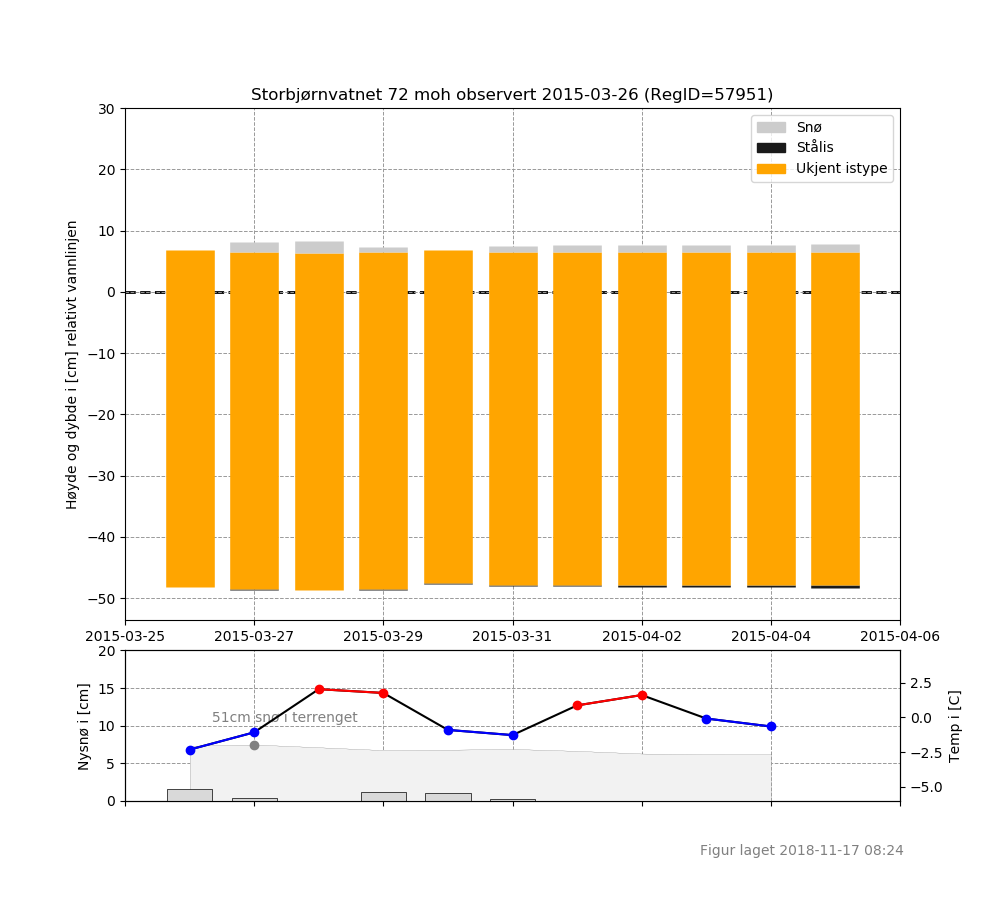 Storbjørnvatnet 72 moh observert 2015-03-26 (RegID=57951)
Snø
Stålis
Ukjent istype
Høyde og dybde i [cm] relativt vannlinjen
30
20
10
0
−10
−20
−30
−40
−50
2015-03-25 2015-03-27 2015-03-29 2015-03-31 2015-04-02 2015-04-04 2015-04-06
Nysnø i [cm]
20
15
10
5
0
51cm snø i terrenget
2.5
0.0
−2.5
−5.0
Temp i [C]
Figur laget 2018-11-17 08:24